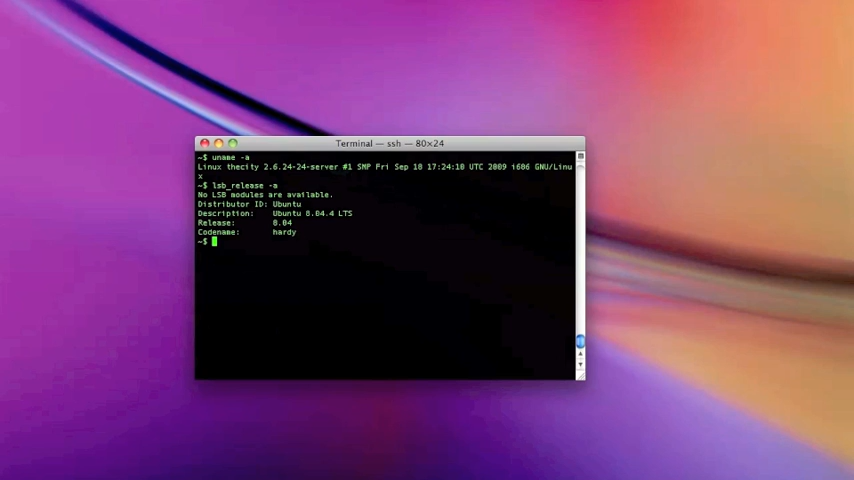 Terminal — ssh — 80×24
~$ uname -a
Linux thecity 2.6.24-24-server #1 SMP Fri Sep 18 17:24:10 UTC 2009 i686 GNU/Linu
x
~$ lsb_release -a
No LSB modules are available.
Distributor ID: Ubuntu
Description: Ubuntu 8.04.4 LTS
Release: 8.04
Codename: hardy
~$